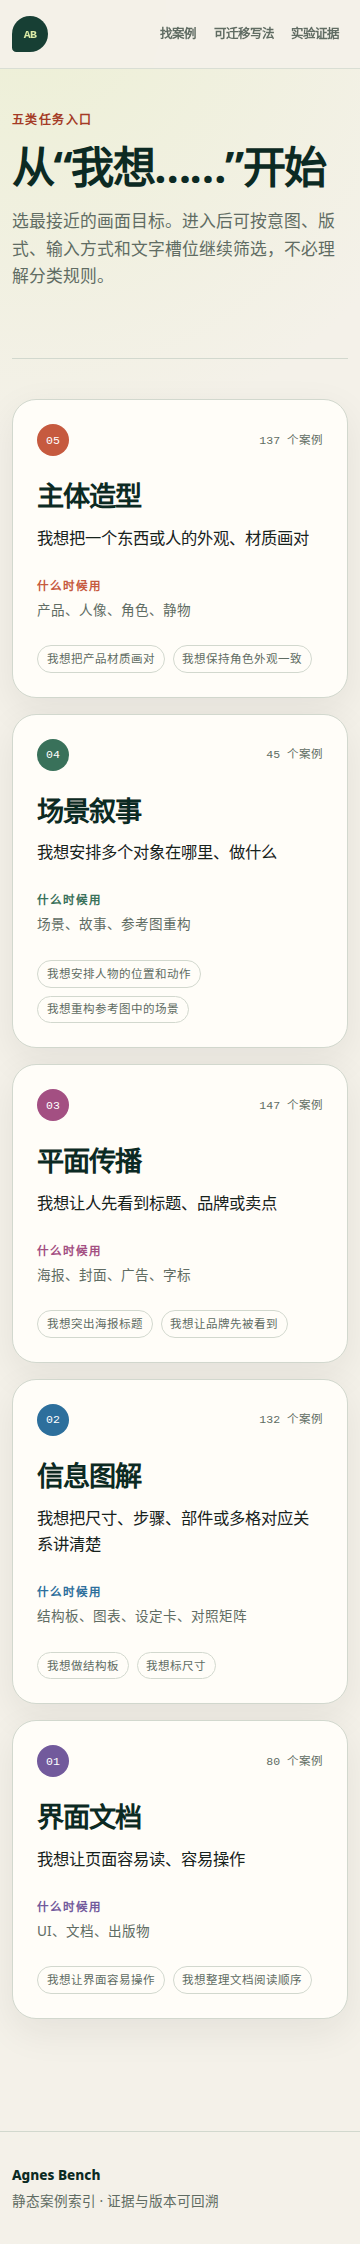 AB
找案例 可迁移写法 实验证据
五类任务入口
从“我想……”开始
选最接近的画面目标。进入后可按意图、版
式、输入方式和文字槽位继续筛选，不必理
解分类规则。
05 137 个案例
主体造型
我想把一个东西或人的外观、材质画对
什么时候用
产品、人像、角色、静物
我想把产品材质画对 我想保持角色外观一致
04 45 个案例
场景叙事
我想安排多个对象在哪里、做什么
什么时候用
场景、故事、参考图重构
我想安排人物的位置和动作
我想重构参考图中的场景
03 147 个案例
平面传播
我想让人先看到标题、品牌或卖点
什么时候用
海报、封面、广告、字标
我想突出海报标题 我想让品牌先被看到
02 132 个案例
信息图解
我想把尺寸、步骤、部件或多格对应关
系讲清楚
什么时候用
结构板、图表、设定卡、对照矩阵
我想做结构板 我想标尺寸
01 80 个案例
界面文档
我想让页面容易读、容易操作
什么时候用
UI、文档、出版物
我想让界面容易操作 我想整理文档阅读顺序
Agnes Bench
静态案例索引 · 证据与版本可回溯